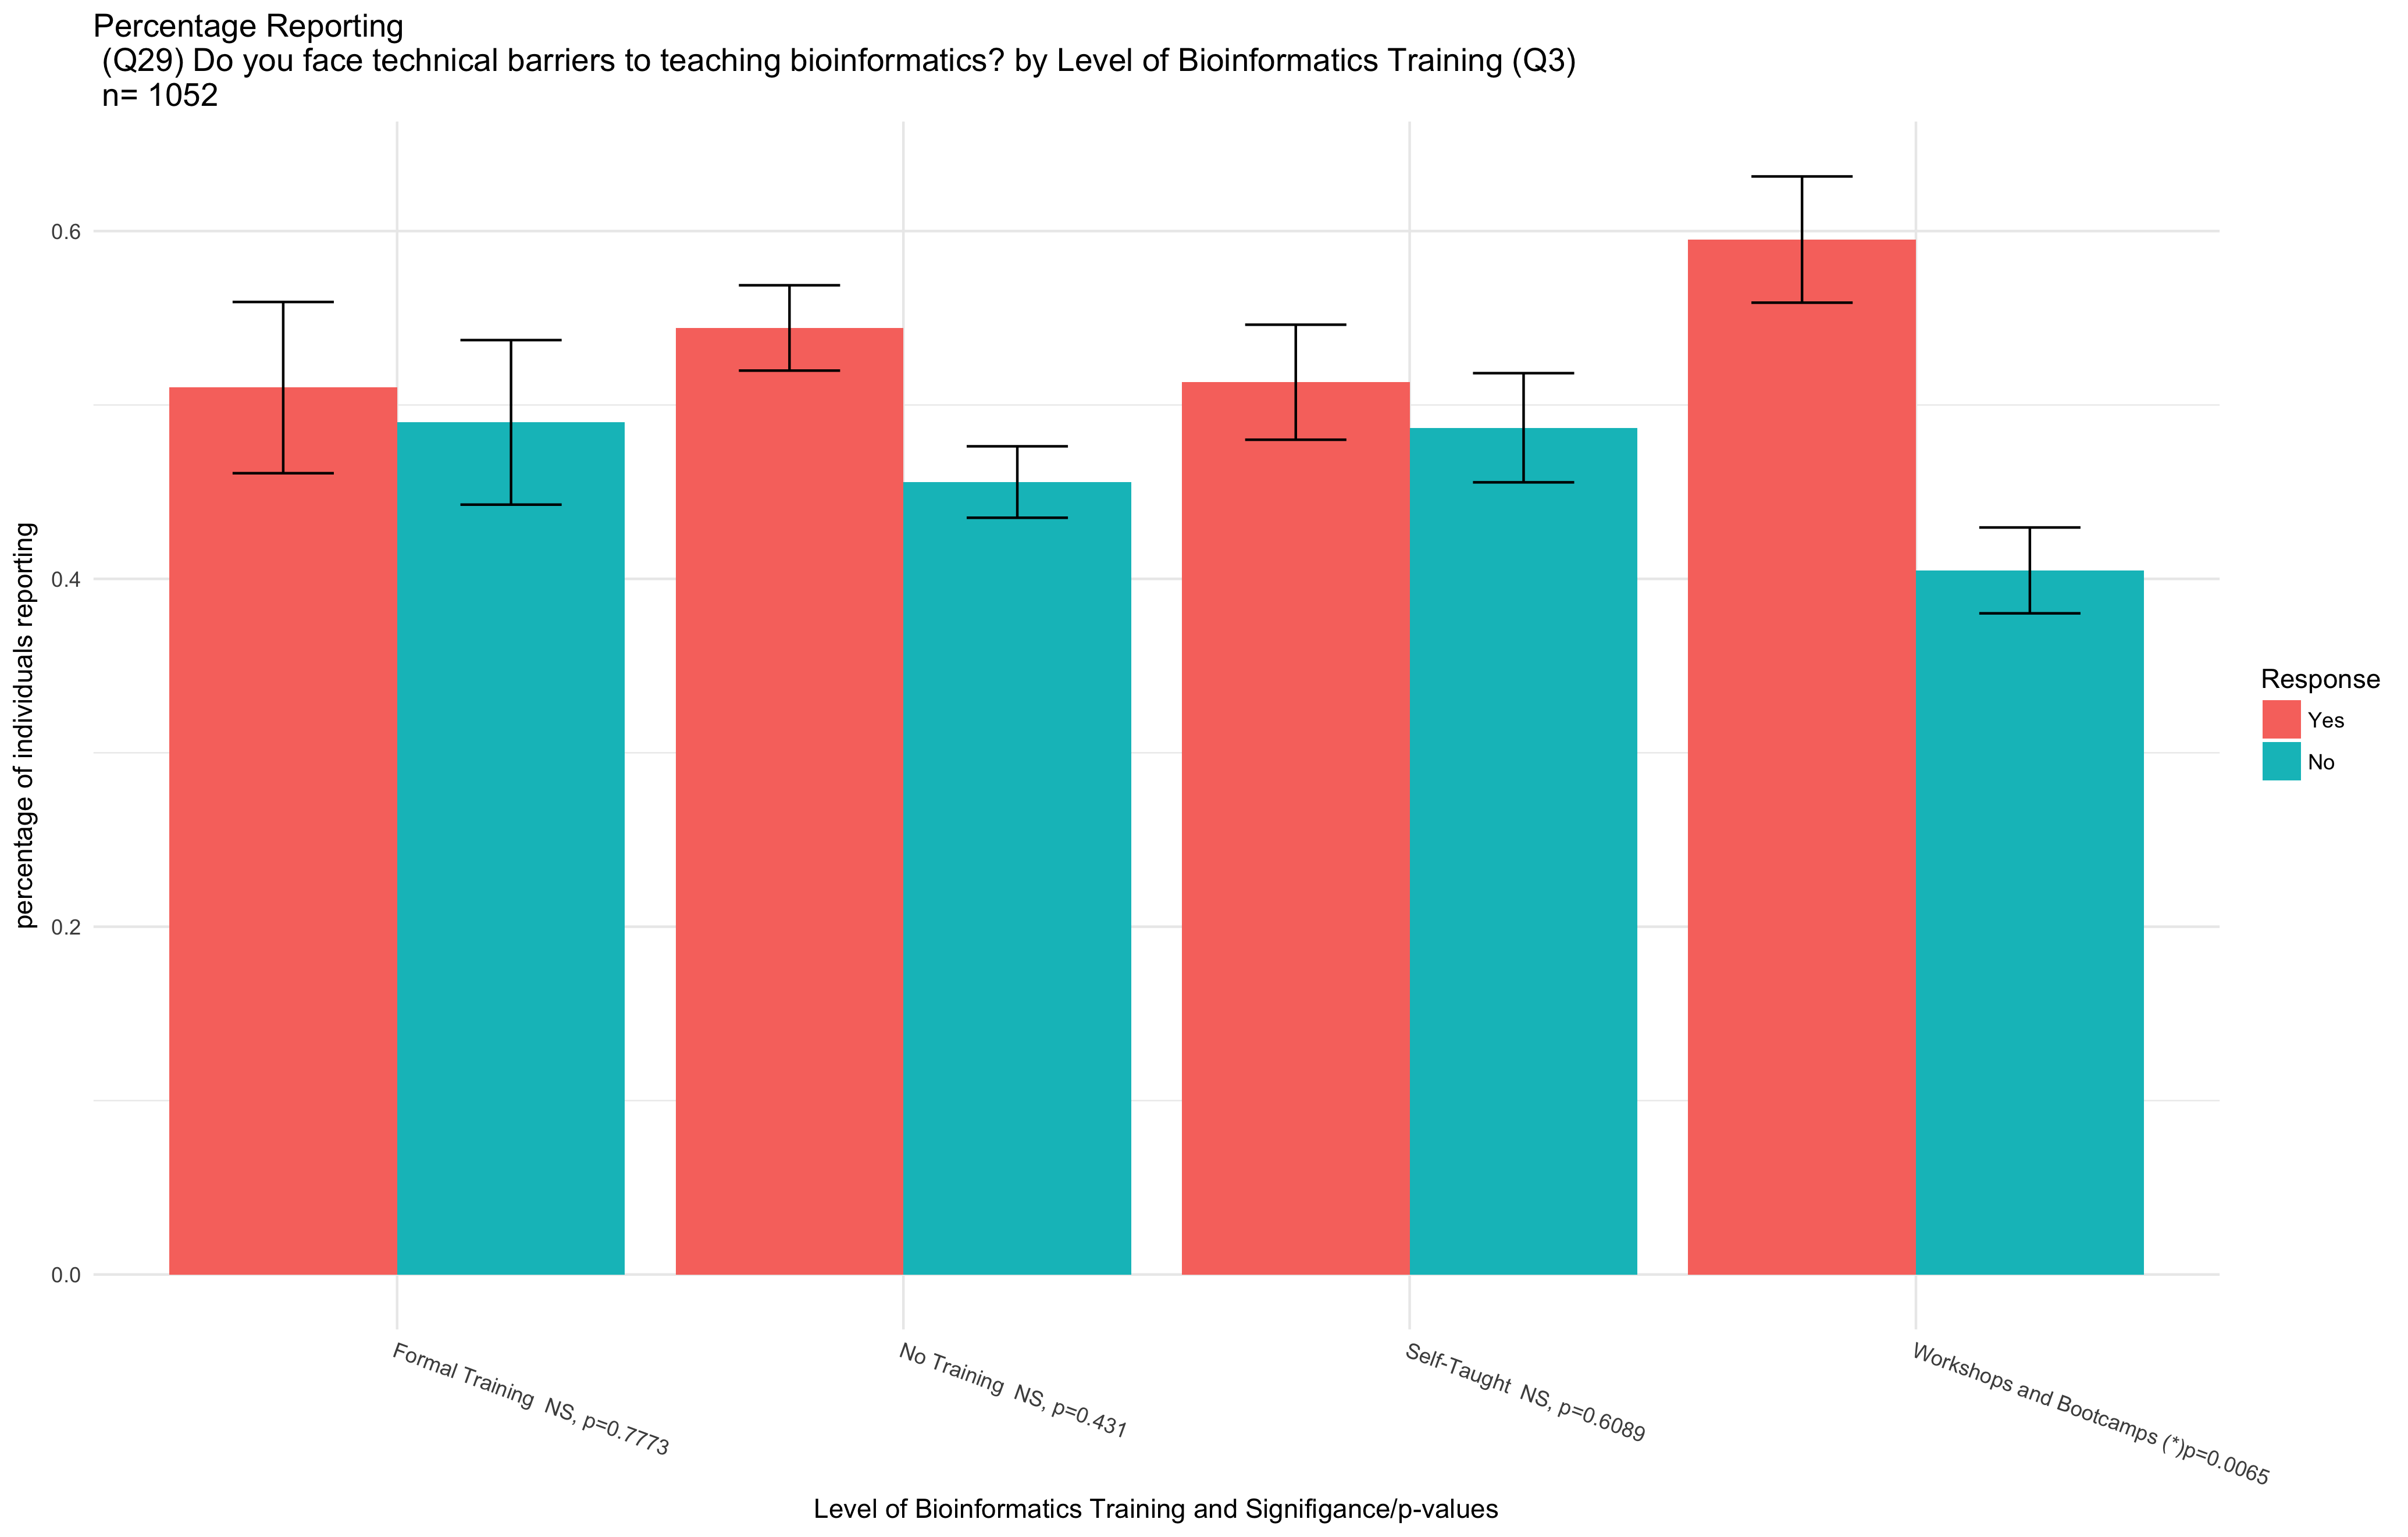 Percentage Reporting
(Q29) Do you face technical barriers to teaching bioinformatics? by Level of Bioinformatics Training (Q3)
n= 1052
percentage of individuals reporting
0.6
0.4
0.2
0.0
Response
Yes
No
Formal Training  NS, p=0.7773
No Training  NS, p=0.431
Self-Taught  NS, p=0.6089
Workshops and Bootcamps (*)p=0.0065
Level of Bioinformatics Training and Signifigance/p-values